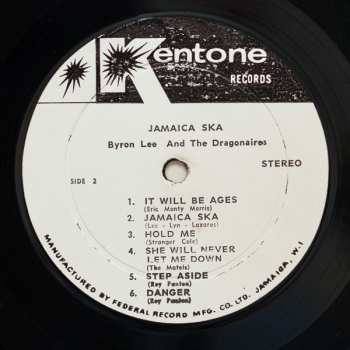 Kentone
RECORDS
JAMAICA SKA
Byron Lee And The Dragonaires
STEREO
SIDE 2
1. IT WILL BE AGES
(Eric Monty Morris)
2. JAMAICA SKA
(Lee - Lyn - Lazarus)
3. HOLD ME
(Stranger Cole)
4. SHE WILL NEVER
LET ME DOWN
(The Matels)
5. STEP ASIDE
(Roy Panton)
6. DANGER
(Roy Panton)
MANUFACTURED BY FEDERAL RECORD MFG. CO. LTD. JAMAICA, W.I